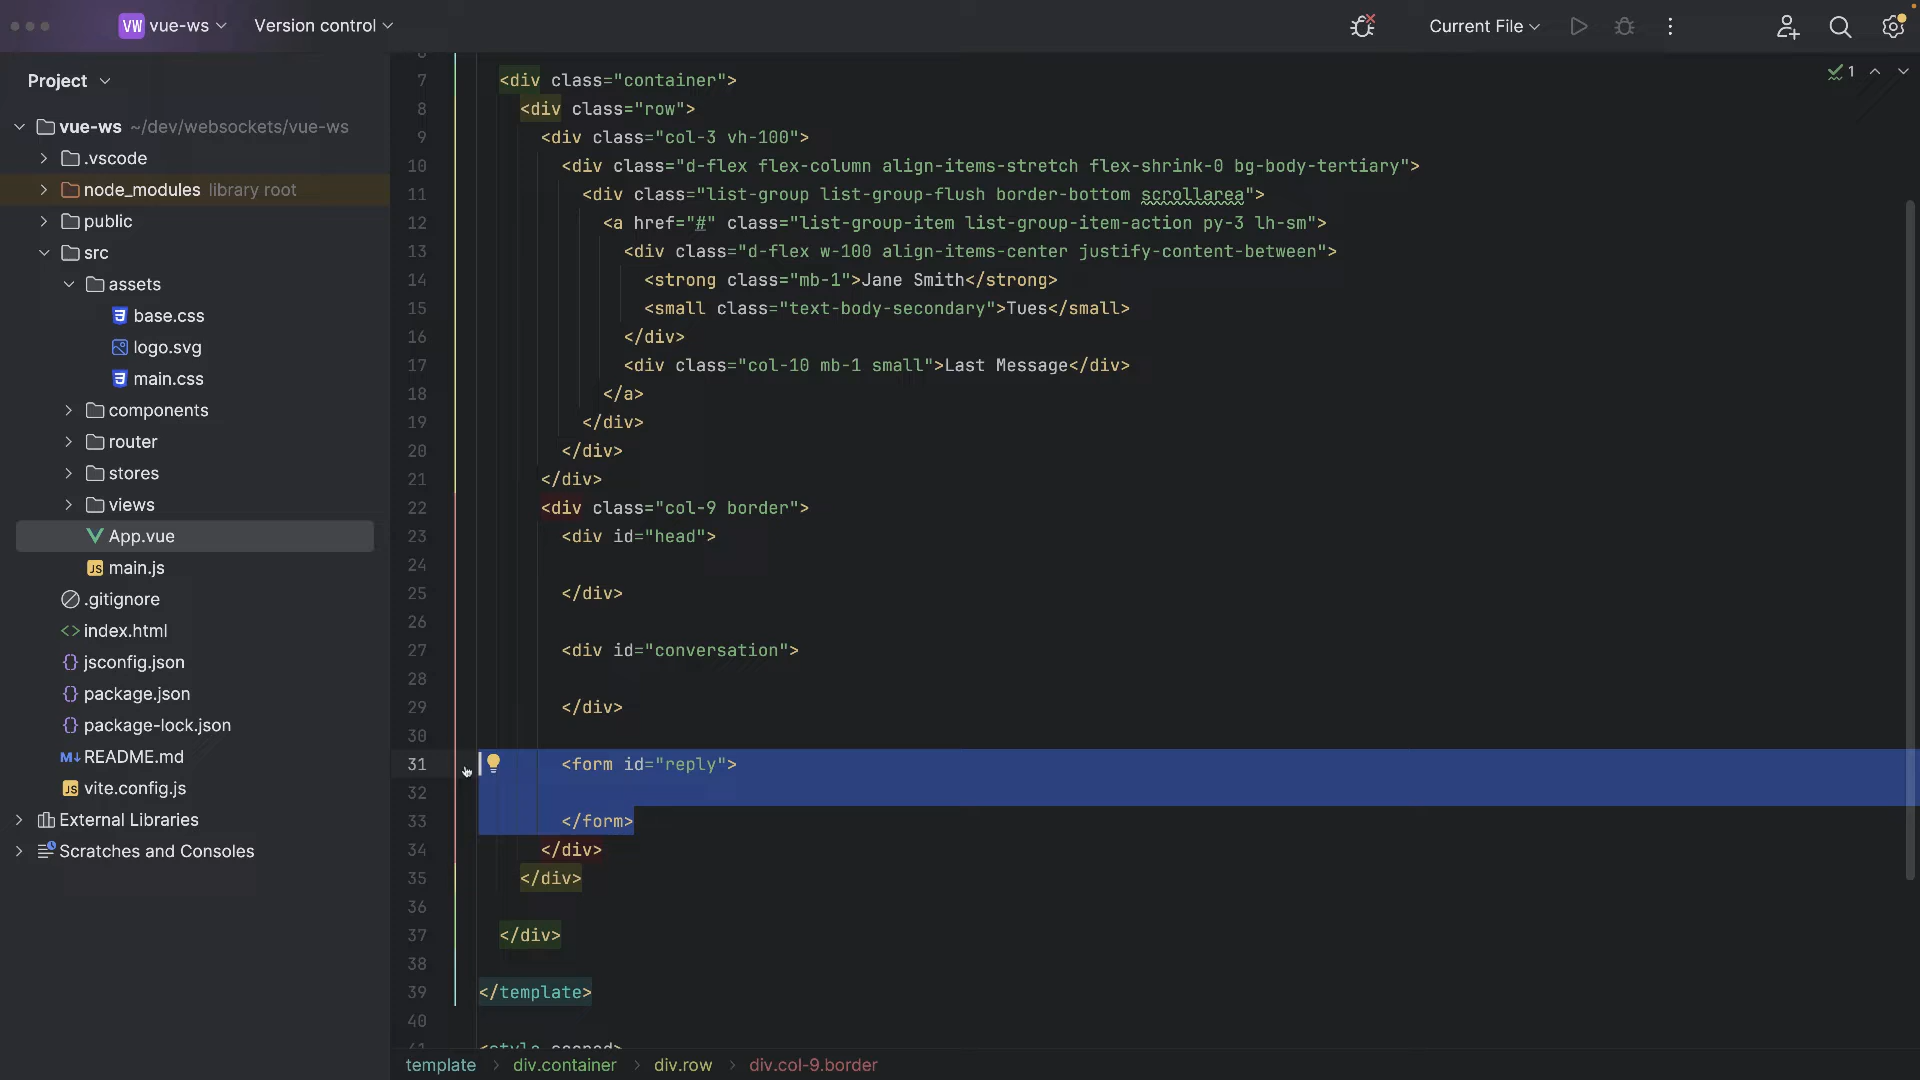 VW vue-ws Version control Current File
Project
vue-ws ~/dev/websockets/vue-ws
.vscode
node_modules library root
public
src
assets
base.css
logo.svg
main.css
components
router
stores
views
App.vue
JS main.js
.gitignore
<> index.html
{} jsconfig.json
{} package.json
{} package-lock.json
M↓ README.md
JS vite.config.js
External Libraries
Scratches and Consoles
1
7 <div class="container">
8 <div class="row">
9 <div class="col-3 vh-100">
10 <div class="d-flex flex-column align-items-stretch flex-shrink-0 bg-body-tertiary">
11 <div class="list-group list-group-flush border-bottom scrollarea">
12 <a href="#" class="list-group-item list-group-item-action py-3 lh-sm">
13 <div class="d-flex w-100 align-items-center justify-content-between">
14 <strong class="mb-1">Jane Smith</strong>
15 <small class="text-body-secondary">Tues</small>
16 </div>
17 <div class="col-10 mb-1 small">Last Message</div>
18 </a>
19 </div>
20 </div>
21 </div>
22 <div class="col-9 border">
23 <div id="head">
24
25 </div>
26
27 <div id="conversation">
28
29 </div>
30
31 <form id="reply">
32
33 </form>
34 </div>
35 </div>
36
37 </div>
38
39 </template>
40
template > div.container > div.row > div.col-9.border